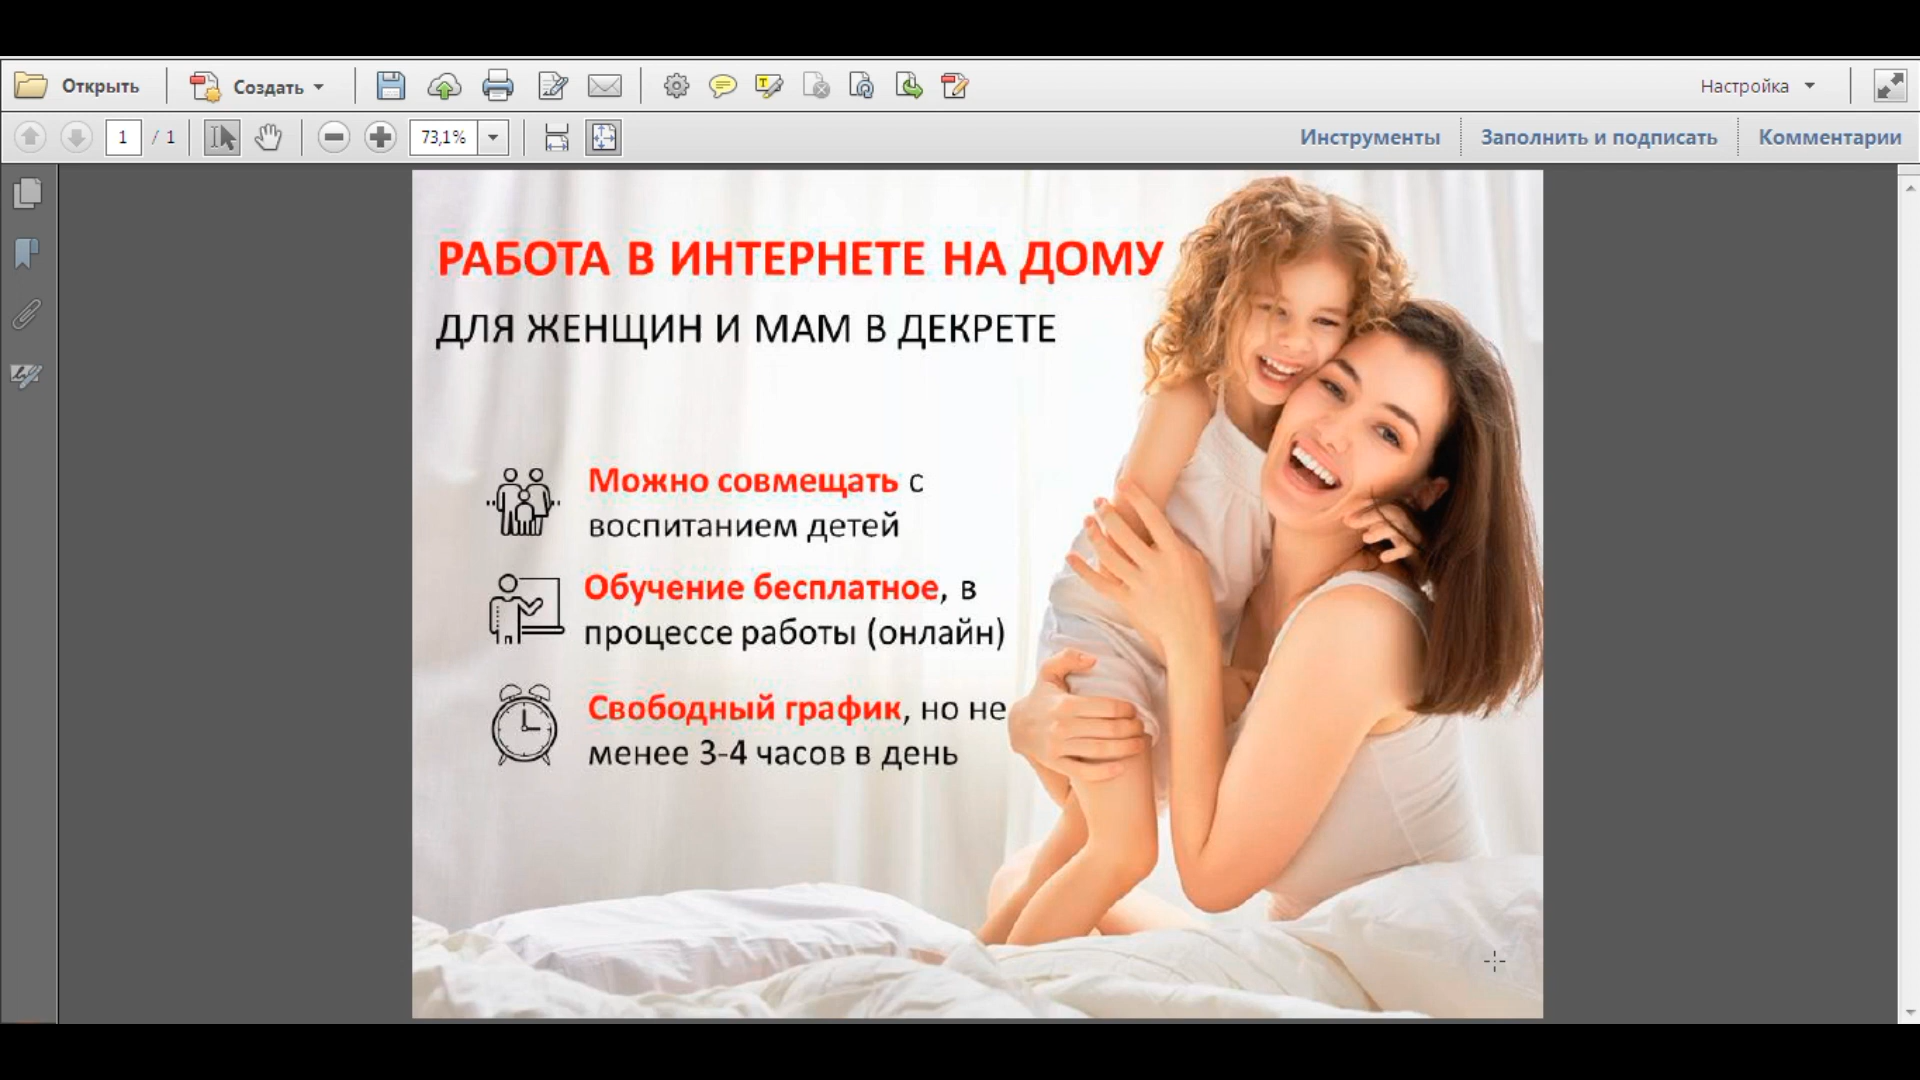 Открыть
Создать
Настройка
1 / 1
73,1%
Инструменты
Заполнить и подписать
Комментарии
РАБОТА В ИНТЕРНЕТЕ НА ДОМУ
ДЛЯ ЖЕНЩИН И МАМ В ДЕКРЕТЕ
Можно совмещать с
воспитанием детей
Обучение бесплатное, в
процессе работы (онлайн)
Свободный график, но не
менее 3-4 часов в день